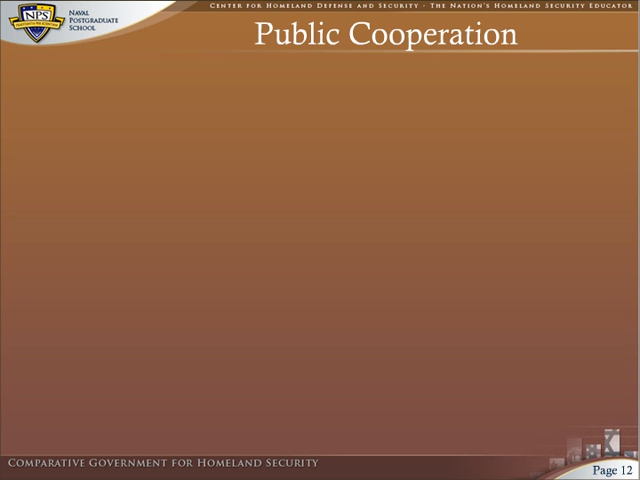 Center for Homeland Defense and Security · The Nation's Homeland Security Educator
NPS
Naval
Postgraduate
School
Public Cooperation
Comparative Government for Homeland Security
Page 12